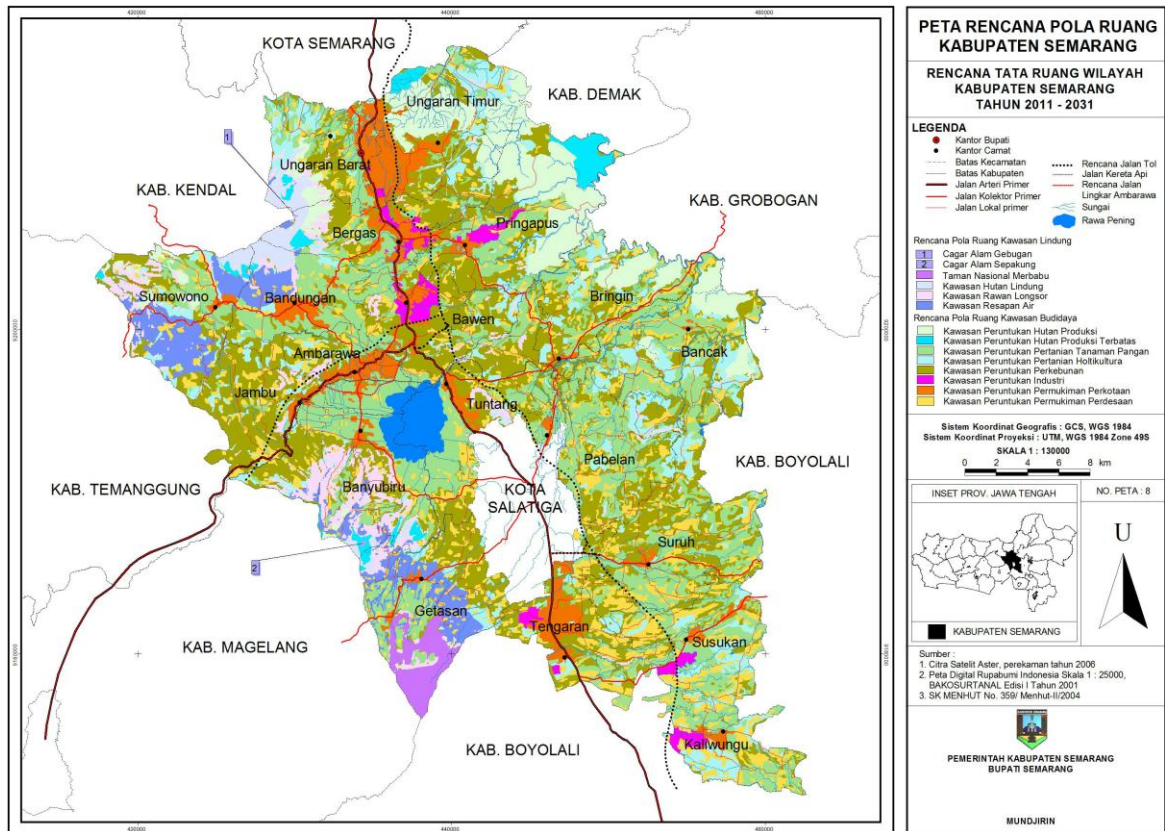 420000
440000
460000
KOTA SEMARANG
Ungaran Timur
KAB. DEMAK
1
Ungaran Barat
KAB. KENDAL
KAB. GROBOGAN
Bergas
Pringapus
Sumowono
Bandungan
Bringin
Bawen
Bancak
Ambarawa
Jambu
Tuntang
Pabelan
KAB. BOYOLALI
KAB. TEMANGGUNG
Banyubiru
KOTA
SALATIGA
Suruh
2
Getasan
Tengaran
Susukan
KAB. MAGELANG
KAB. BOYOLALI
Kaliwungu
420000
440000
460000
PETA RENCANA POLA RUANG
KABUPATEN SEMARANG
RENCANA TATA RUANG WILAYAH
KABUPATEN SEMARANG
TAHUN 2011 - 2031
LEGENDA
Kantor Bupati
Kantor Camat
Batas Kecamatan
Batas Kabupaten
Jalan Arteri Primer
Jalan Kolektor Primer
Jalan Lokal primer
Rencana Jalan Tol
Jalan Kereta Api
Rencana Jalan
Lingkar Ambarawa
Sungai
Rawa Pening
Rencana Pola Ruang Kawasan Lindung
1 Cagar Alam Gebugan
2 Cagar Alam Sepakung
Taman Nasional Merbabu
Kawasan Hutan Lindung
Kawasan Rawan Longsor
Kawasan Resapan Air
Rencana Pola Ruang Kawasan Budidaya
Kawasan Peruntukan Hutan Produksi
Kawasan Peruntukan Hutan Produksi Terbatas
Kawasan Peruntukan Pertanian Tanaman Pangan
Kawasan Peruntukan Pertanian Holtikultura
Kawasan Peruntukan Perkebunan
Kawasan Peruntukan Industri
Kawasan Peruntukan Permukiman Perkotaan
Kawasan Peruntukan Permukiman Perdesaan
Sistem Koordinat Geografis : GCS, WGS 1984
Sistem Koordinat Proyeksi : UTM, WGS 1984 Zone 49S
SKALA 1 : 130000
0 2 4 6 8 km
INSET PROV. JAWA TENGAH
KABUPATEN SEMARANG
NO. PETA : 8
U
Sumber :
1. Citra Satelit Aster, perekaman tahun 2006
2. Peta Digital Rupabumi Indonesia Skala 1 : 25000,
BAKOSURTANAL Edisi I Tahun 2001
3. SK MENHUT No. 359/ Menhut-II/2004
PEMERINTAH KABUPATEN SEMARANG
BUPATI SEMARANG
MUNDJIRIN